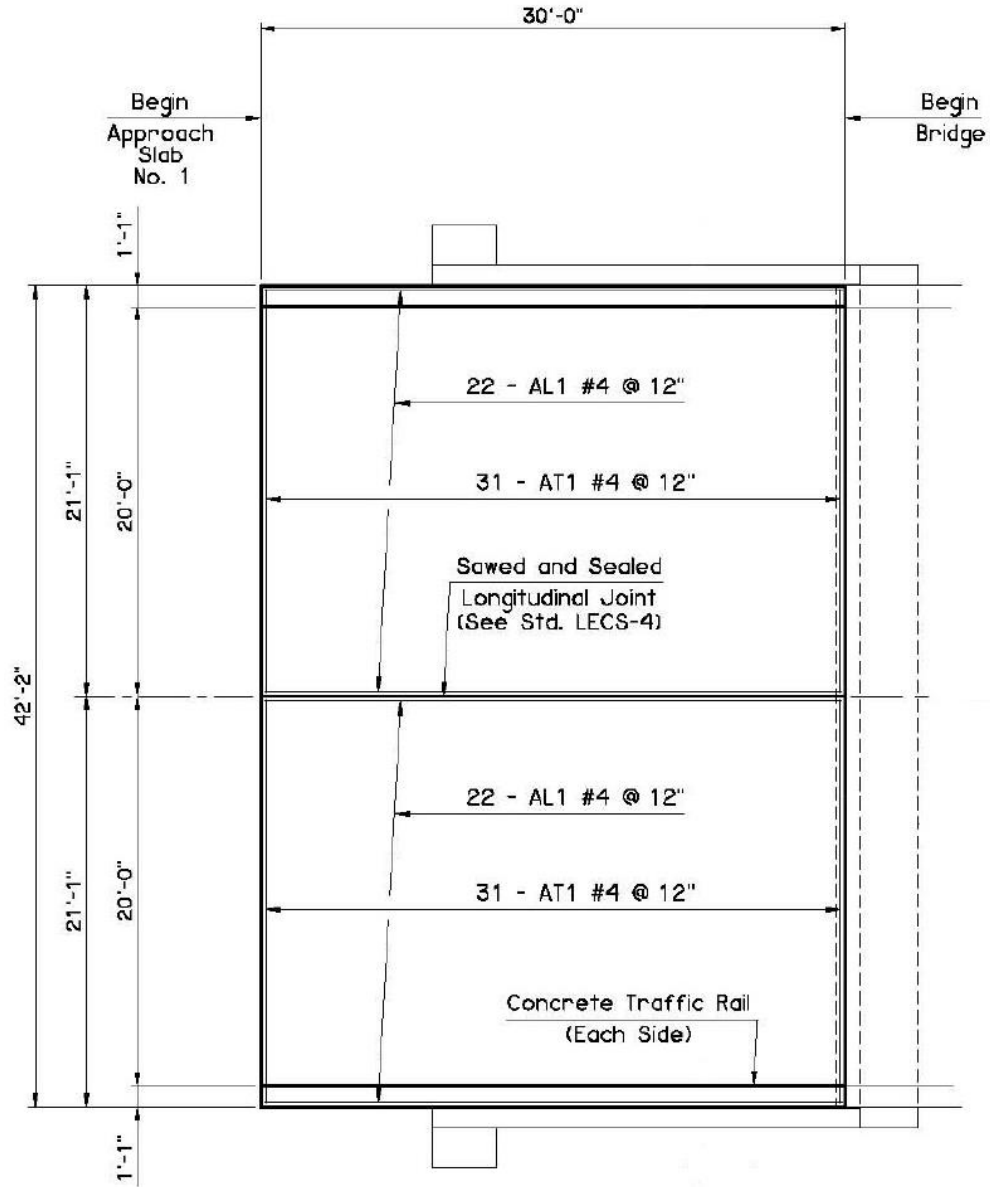 30'-0"
Begin
Approach
Slab
No. 1
Begin
Bridge
1'-1"
22 - AL1 #4 @ 12"
31 - AT1 #4 @ 12"
21'-1"
20'-0"
Sawed and Sealed
Longitudinal Joint
(See Std. LECS-4)
42'-2"
22 - AL1 #4 @ 12"
31 - AT1 #4 @ 12"
21'-1"
20'-0"
Concrete Traffic Rail
(Each Side)
1'-1"